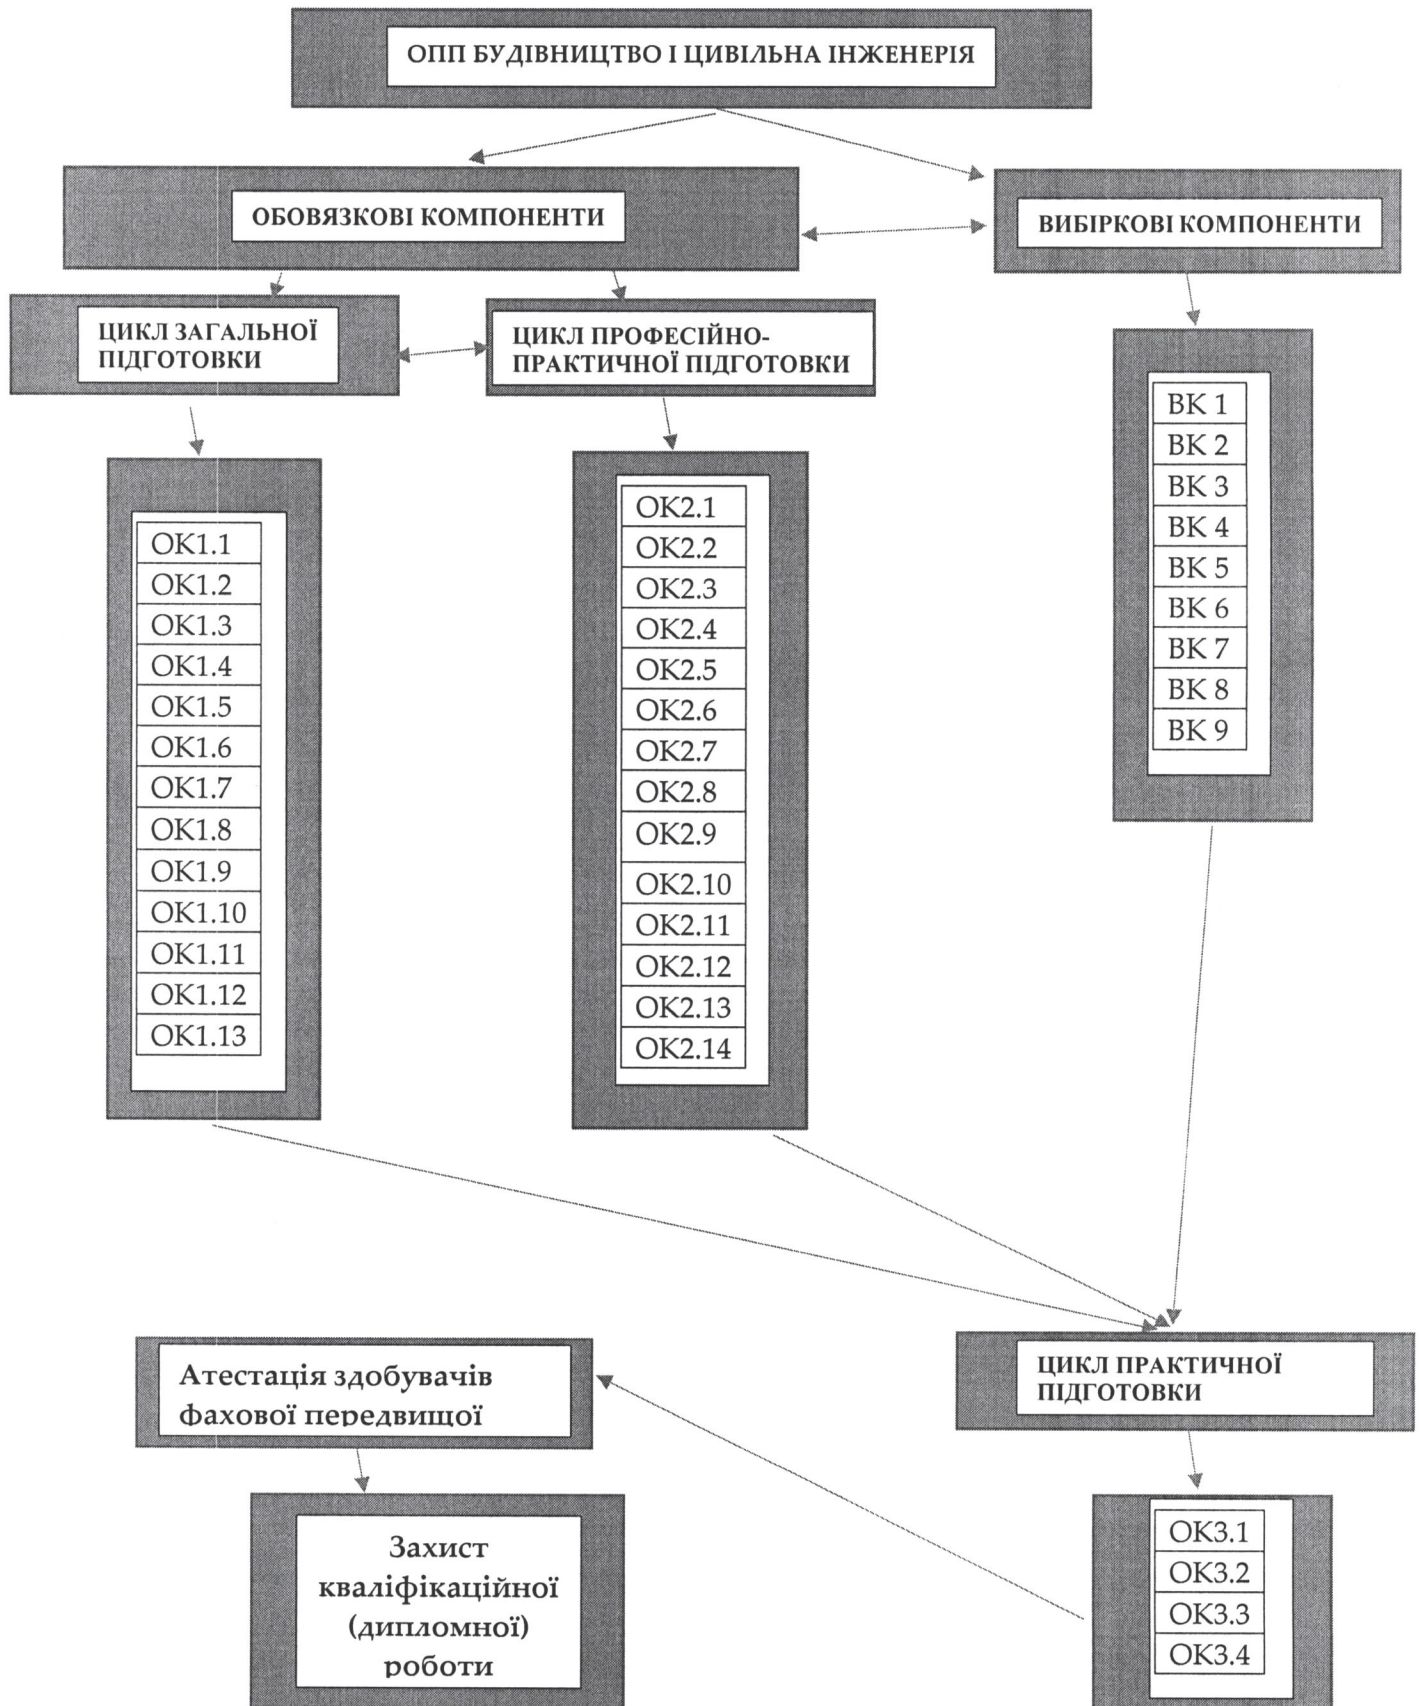 ОПП БУДІВНИЦТВО І ЦИВІЛЬНА ІНЖЕНЕРІЯ
ОБОВЯЗКОВІ КОМПОНЕНТИ
ВИБІРКОВІ КОМПОНЕНТИ
ЦИКЛ ЗАГАЛЬНОЇ
ПІДГОТОВКИ
ЦИКЛ ПРОФЕСІЙНО-
ПРАКТИЧНОЇ ПІДГОТОВКИ
ОК1.1
ОК1.2
ОК1.3
ОК1.4
ОК1.5
ОК1.6
ОК1.7
ОК1.8
ОК1.9
ОК1.10
ОК1.11
ОК1.12
ОК1.13
ОК2.1
ОК2.2
ОК2.3
ОК2.4
ОК2.5
ОК2.6
ОК2.7
ОК2.8
ОК2.9
ОК2.10
ОК2.11
ОК2.12
ОК2.13
ОК2.14
ВК 1
ВК 2
ВК 3
ВК 4
ВК 5
ВК 6
ВК 7
ВК 8
ВК 9
Атестація здобувачів
фахової передвищої
Захист
кваліфікаційної
(дипломної)
роботи
ЦИКЛ ПРАКТИЧНОЇ
ПІДГОТОВКИ
ОК3.1
ОК3.2
ОК3.3
ОК3.4